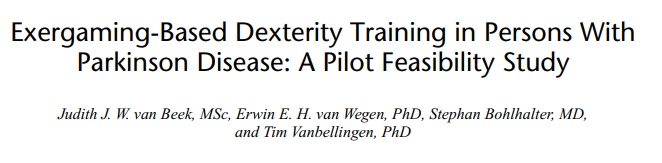 Exergaming-Based Dexterity Training in Persons With
Parkinson Disease: A Pilot Feasibility Study
Judith J. W. van Beek, MSc, Erwin E. H. van Wegen, PhD, Stephan Bohlhalter, MD,
and Tim Vanbellingen, PhD